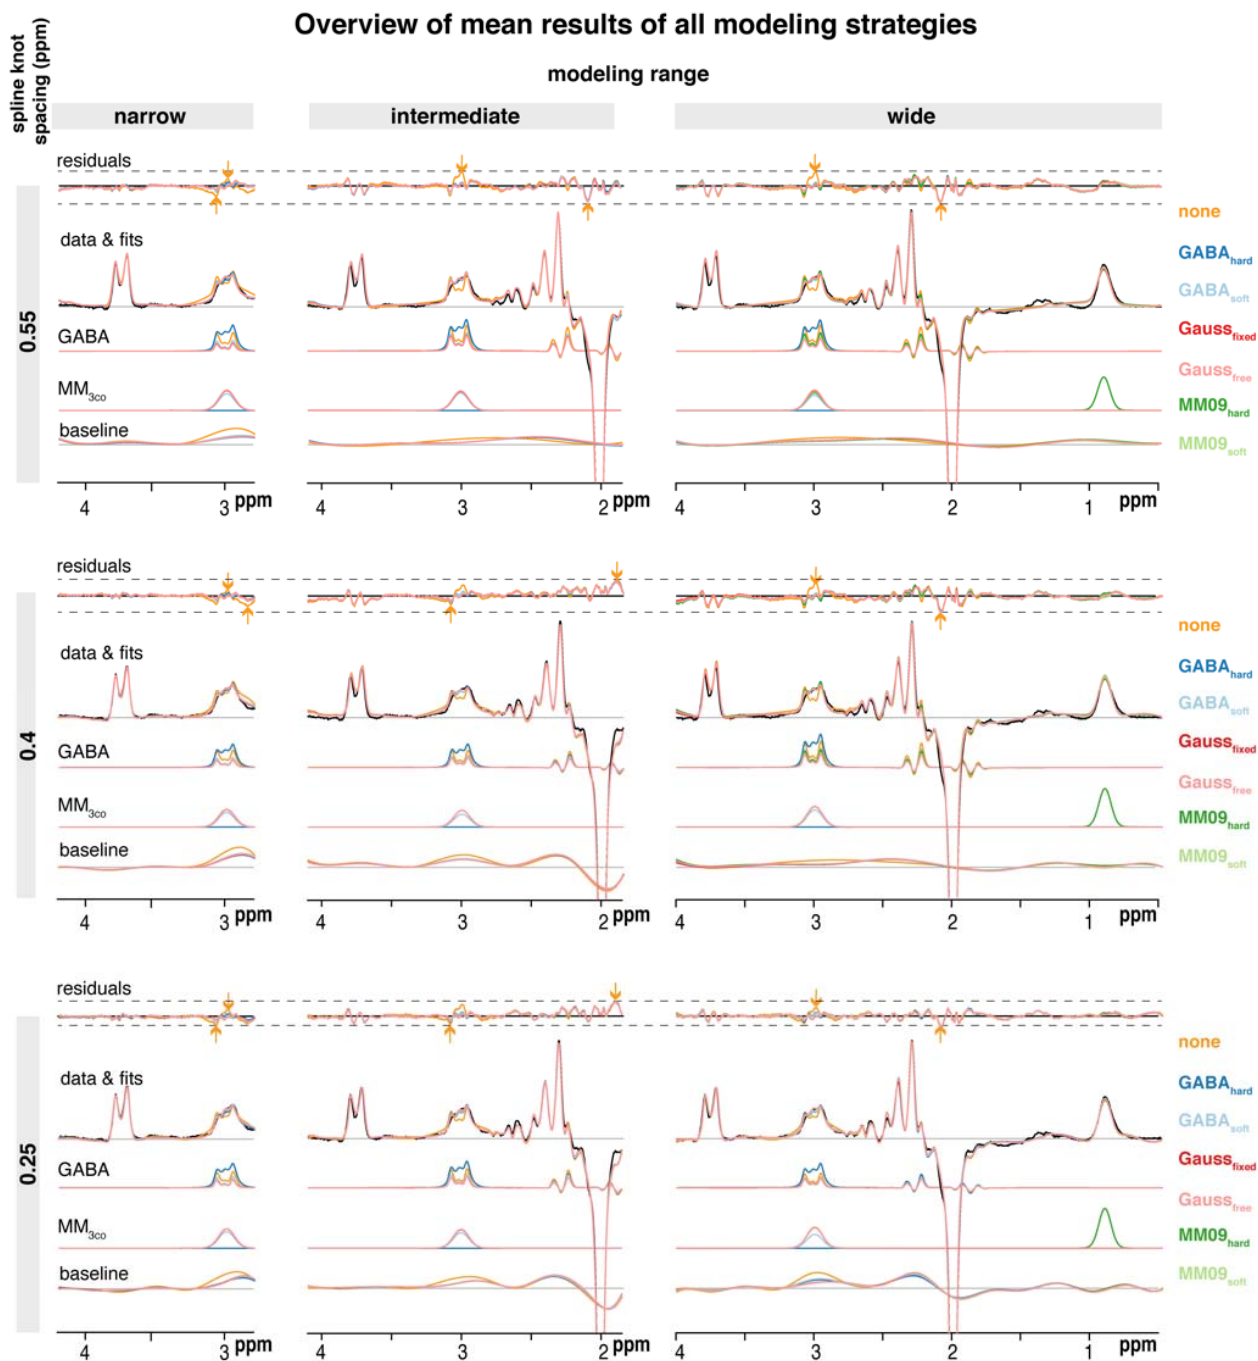 Overview of mean results of all modeling strategies
spline knot
spacing (ppm)
modeling range
narrow intermediate wide
0.55
residuals
data & fits
GABA
MM3co
baseline
none
GABAhard
GABAsoft
Gaussfixed
Gaussfree
MM09hard
MM09soft
4 3 ppm 4 3 2 ppm 4 3 2 1 ppm
0.4
residuals
data & fits
GABA
MM3co
baseline
none
GABAhard
GABAsoft
Gaussfixed
Gaussfree
MM09hard
MM09soft
4 3 ppm 4 3 2 ppm 4 3 2 1 ppm
0.25
residuals
data & fits
GABA
MM3co
baseline
none
GABAhard
GABAsoft
Gaussfixed
Gaussfree
MM09hard
MM09soft
4 3 ppm 4 3 2 ppm 4 3 2 1 ppm